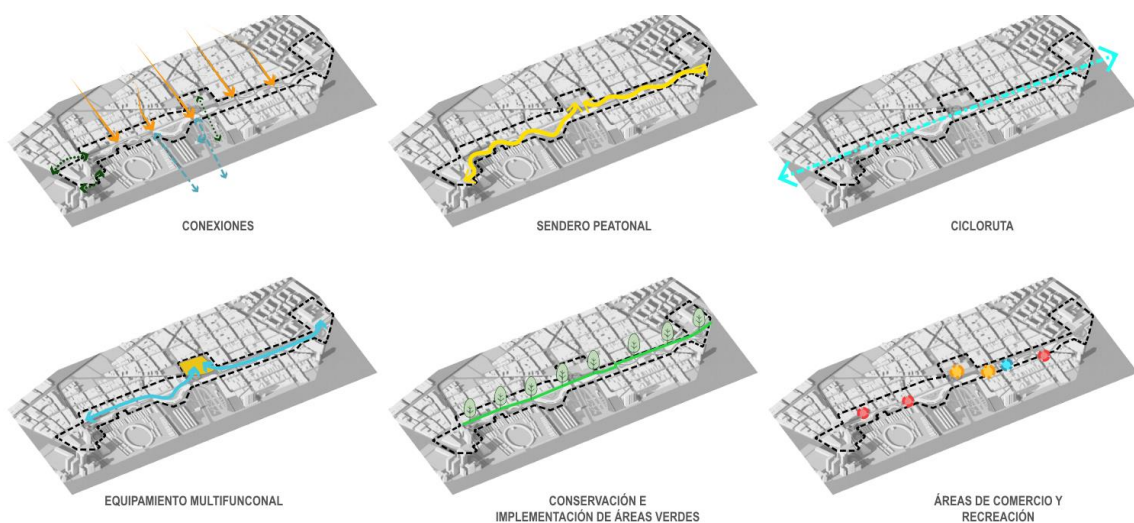 CONEXIONES
SENDERO PEATONAL
CICLORUTA
EQUIPAMIENTO MULTIFUNCONAL
CONSERVACIÓN E
IMPLEMENTACIÓN DE ÁREAS VERDES
ÁREAS DE COMERCIO Y
RECREACIÓN